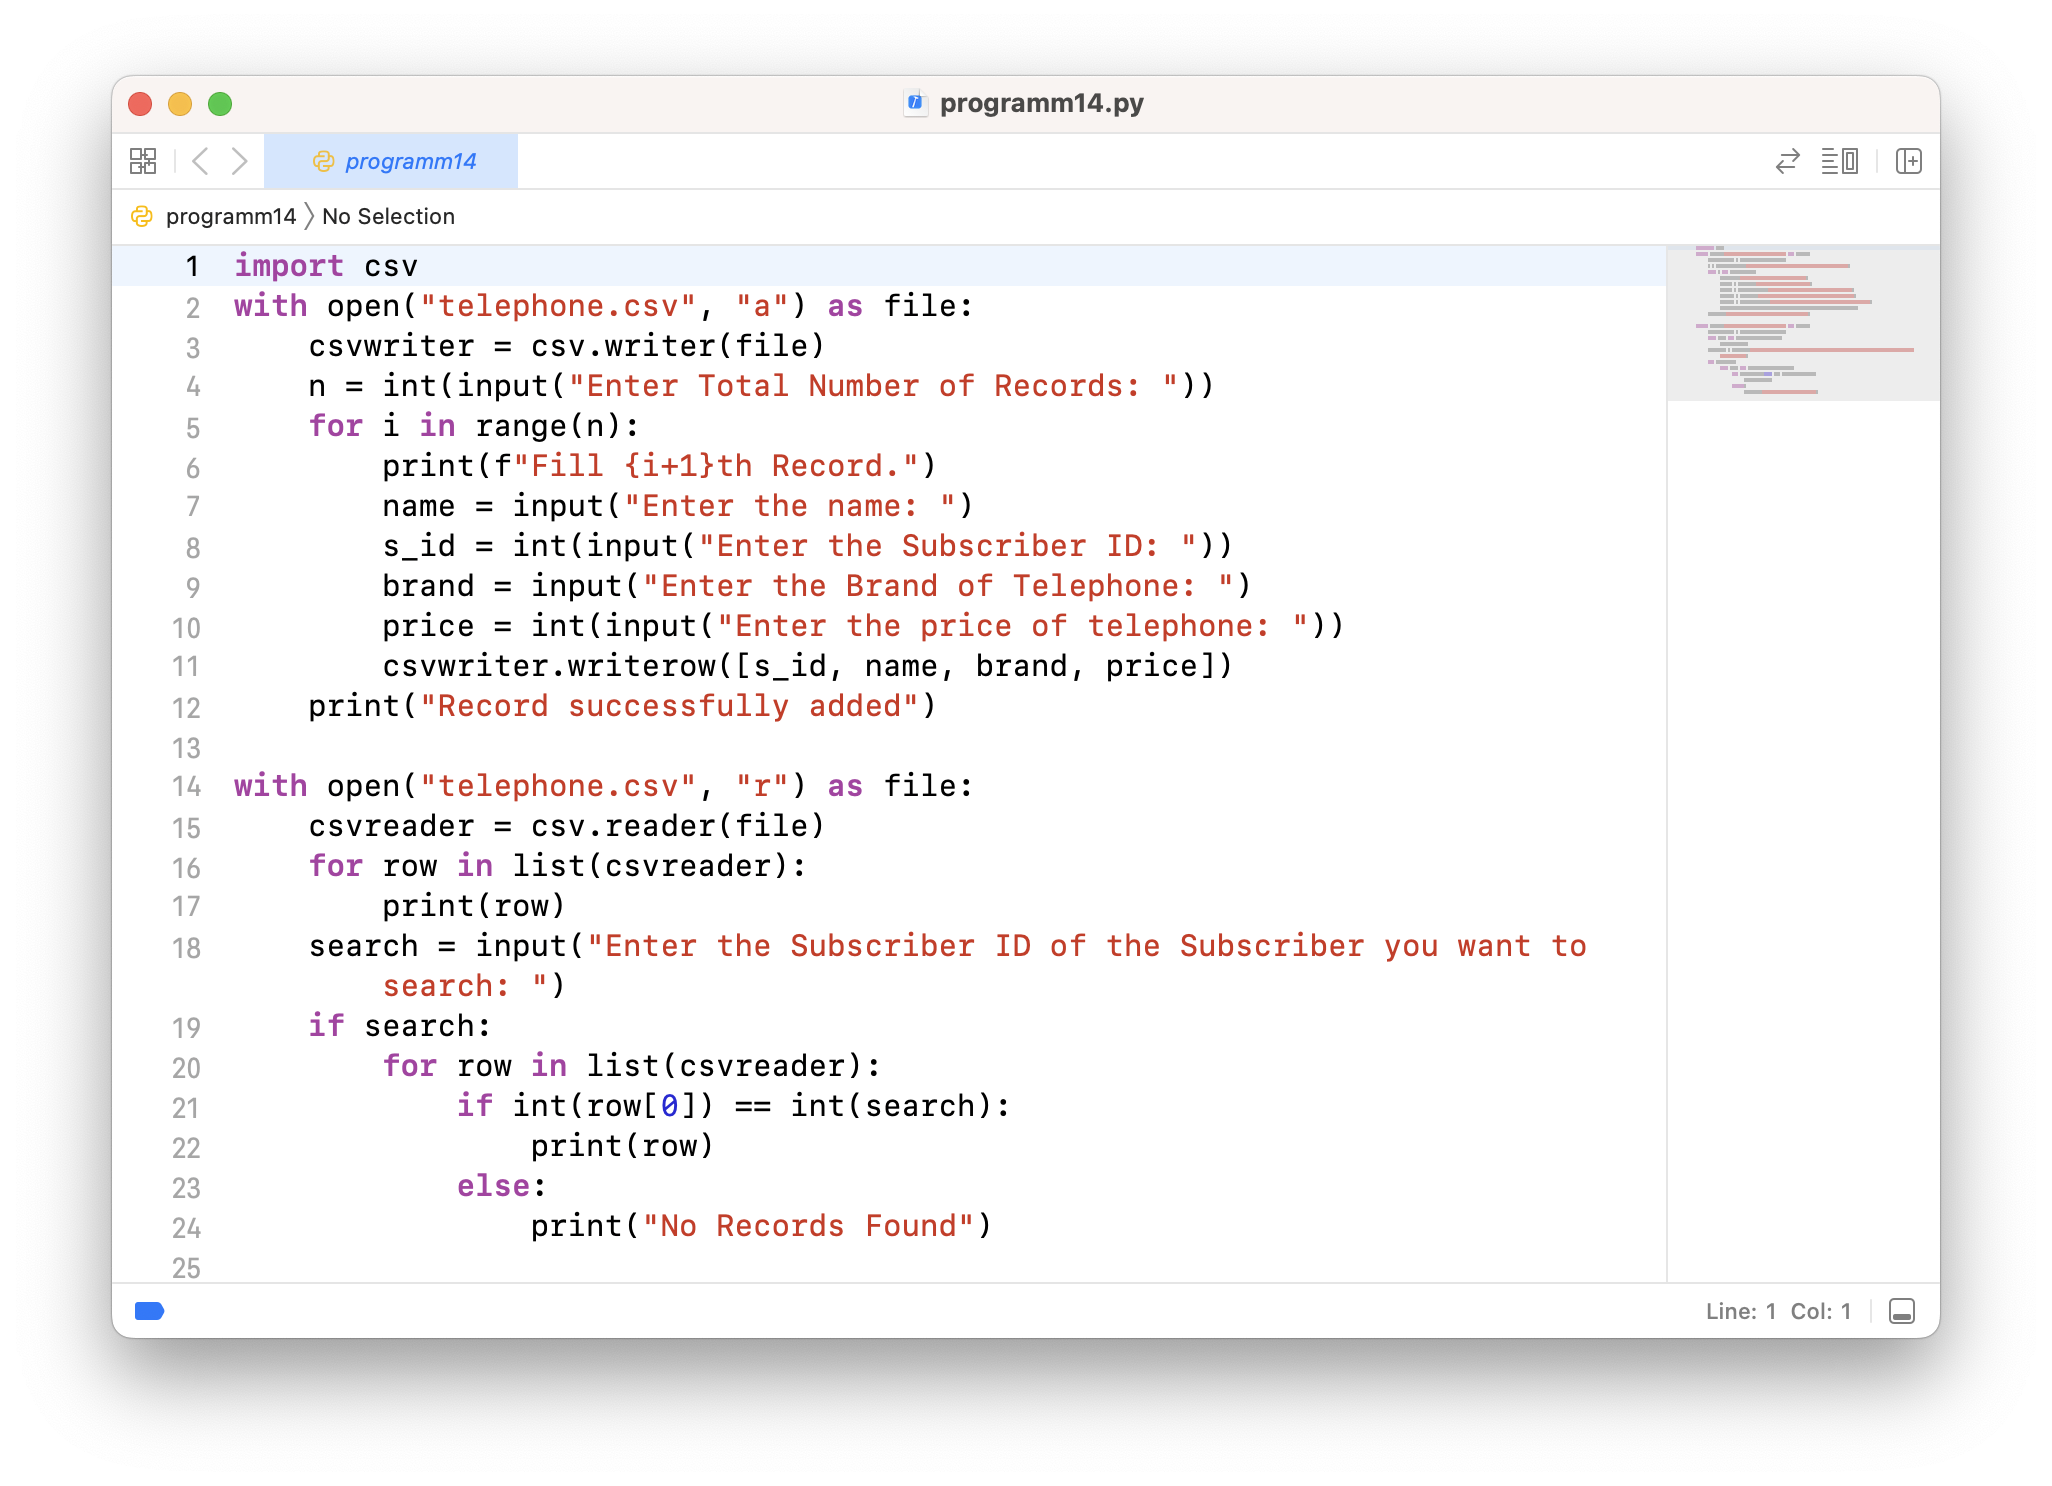 programm14.py
programm14
programm14 No Selection
1 import csv
2 with open("telephone.csv", "a") as file:
3     csvwriter = csv.writer(file)
4     n = int(input("Enter Total Number of Records: "))
5     for i in range(n):
6         print(f"Fill {i+1}th Record.")
7         name = input("Enter the name: ")
8         s_id = int(input("Enter the Subscriber ID: "))
9         brand = input("Enter the Brand of Telephone: ")
10         price = int(input("Enter the price of telephone: "))
11         csvwriter.writerow([s_id, name, brand, price])
12     print("Record successfully added")
13
14 with open("telephone.csv", "r") as file:
15     csvreader = csv.reader(file)
16     for row in list(csvreader):
17         print(row)
18     search = input("Enter the Subscriber ID of the Subscriber you want to
        search: ")
19     if search:
20         for row in list(csvreader):
21             if int(row[0]) == int(search):
22                 print(row)
23             else:
24                 print("No Records Found")
25
Line: 1 Col: 1